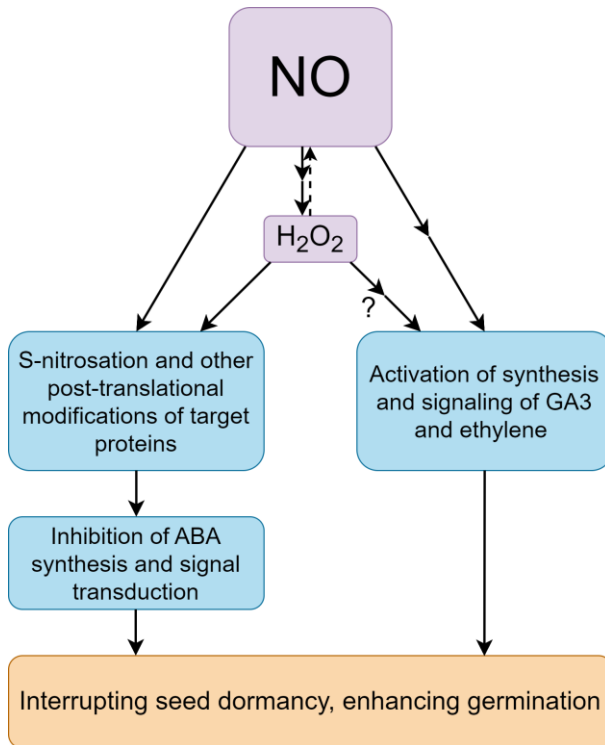 NO
H₂O₂
?
S-nitrosation and other
post-translational
modifications of target
proteins
Activation of synthesis
and signaling of GA3
and ethylene
Inhibition of ABA
synthesis and signal
transduction
Interrupting seed dormancy, enhancing germination